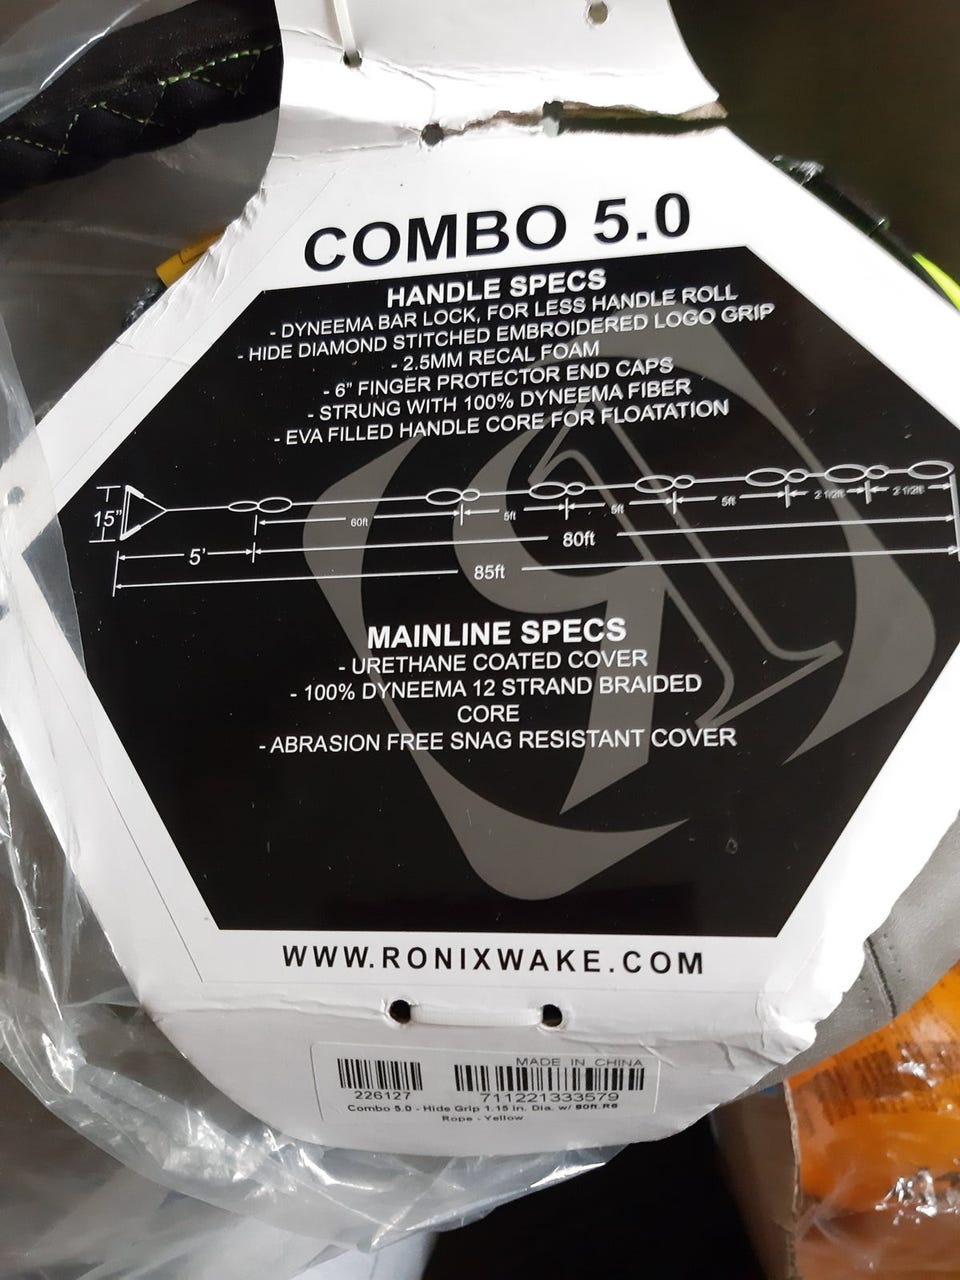 COMBO 5.0
HANDLE SPECS
- DYNEEMA BAR LOCK, FOR LESS HANDLE ROLL
- HIDE DIAMOND STITCHED EMBROIDERED LOGO GRIP
- 2.5MM RECAL FOAM
- 6” FINGER PROTECTOR END CAPS
- STRUNG WITH 100% DYNEEMA FIBER
- EVA FILLED HANDLE CORE FOR FLOATATION
15”
60ft 5ft 5ft 5ft 2 1/2ft 2 1/2ft
5’ 80ft
85ft
MAINLINE SPECS
- URETHANE COATED COVER
- 100% DYNEEMA 12 STRAND BRAIDED
CORE
- ABRASION FREE SNAG RESISTANT COVER
WWW.RONIXWAKE.COM
MADE IN CHINA
226127 711221333579
Combo 5.0 - Hide Grip 1.15 in. Dia. w/ 80ft.R6
Rope - Yellow